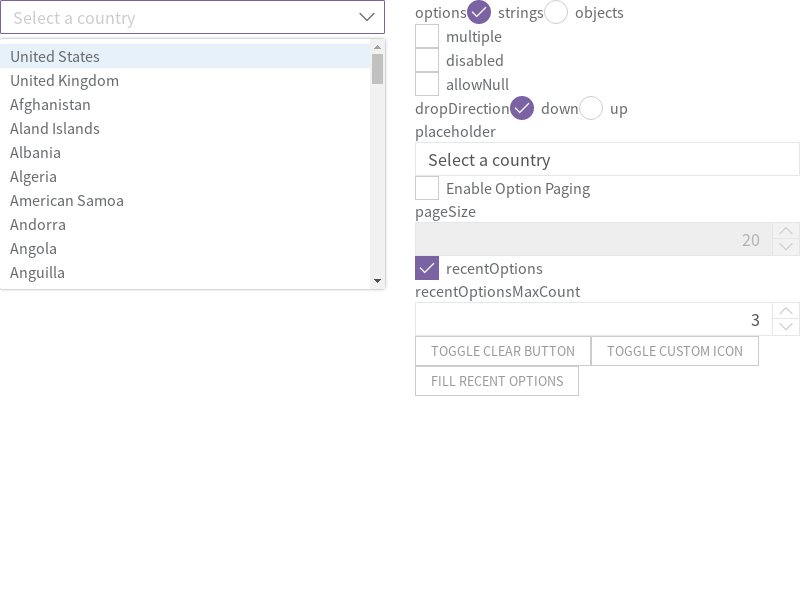 Select a country
United States
United Kingdom
Afghanistan
Aland Islands
Albania
Algeria
American Samoa
Andorra
Angola
Anguilla
options strings objects
multiple
disabled
allowNull
dropDirection down up
placeholder
Select a country
Enable Option Paging
pageSize
20
recentOptions
recentOptionsMaxCount
3
TOGGLE CLEAR BUTTON TOGGLE CUSTOM ICON
FILL RECENT OPTIONS